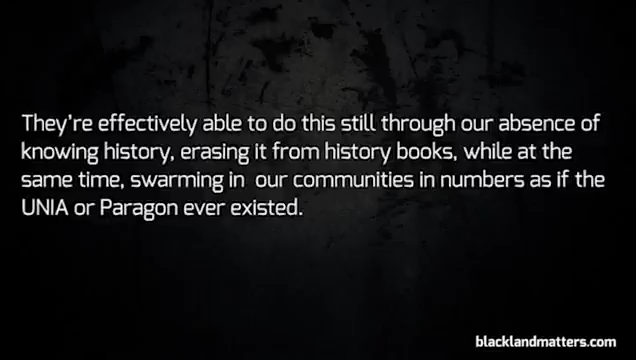 They're effectively able to do this still through our absence of
knowing history, erasing it from history books, while at the
same time, swarming in our communities in numbers as if the
UNIA or Paragon ever existed.
blacklandmatters.com